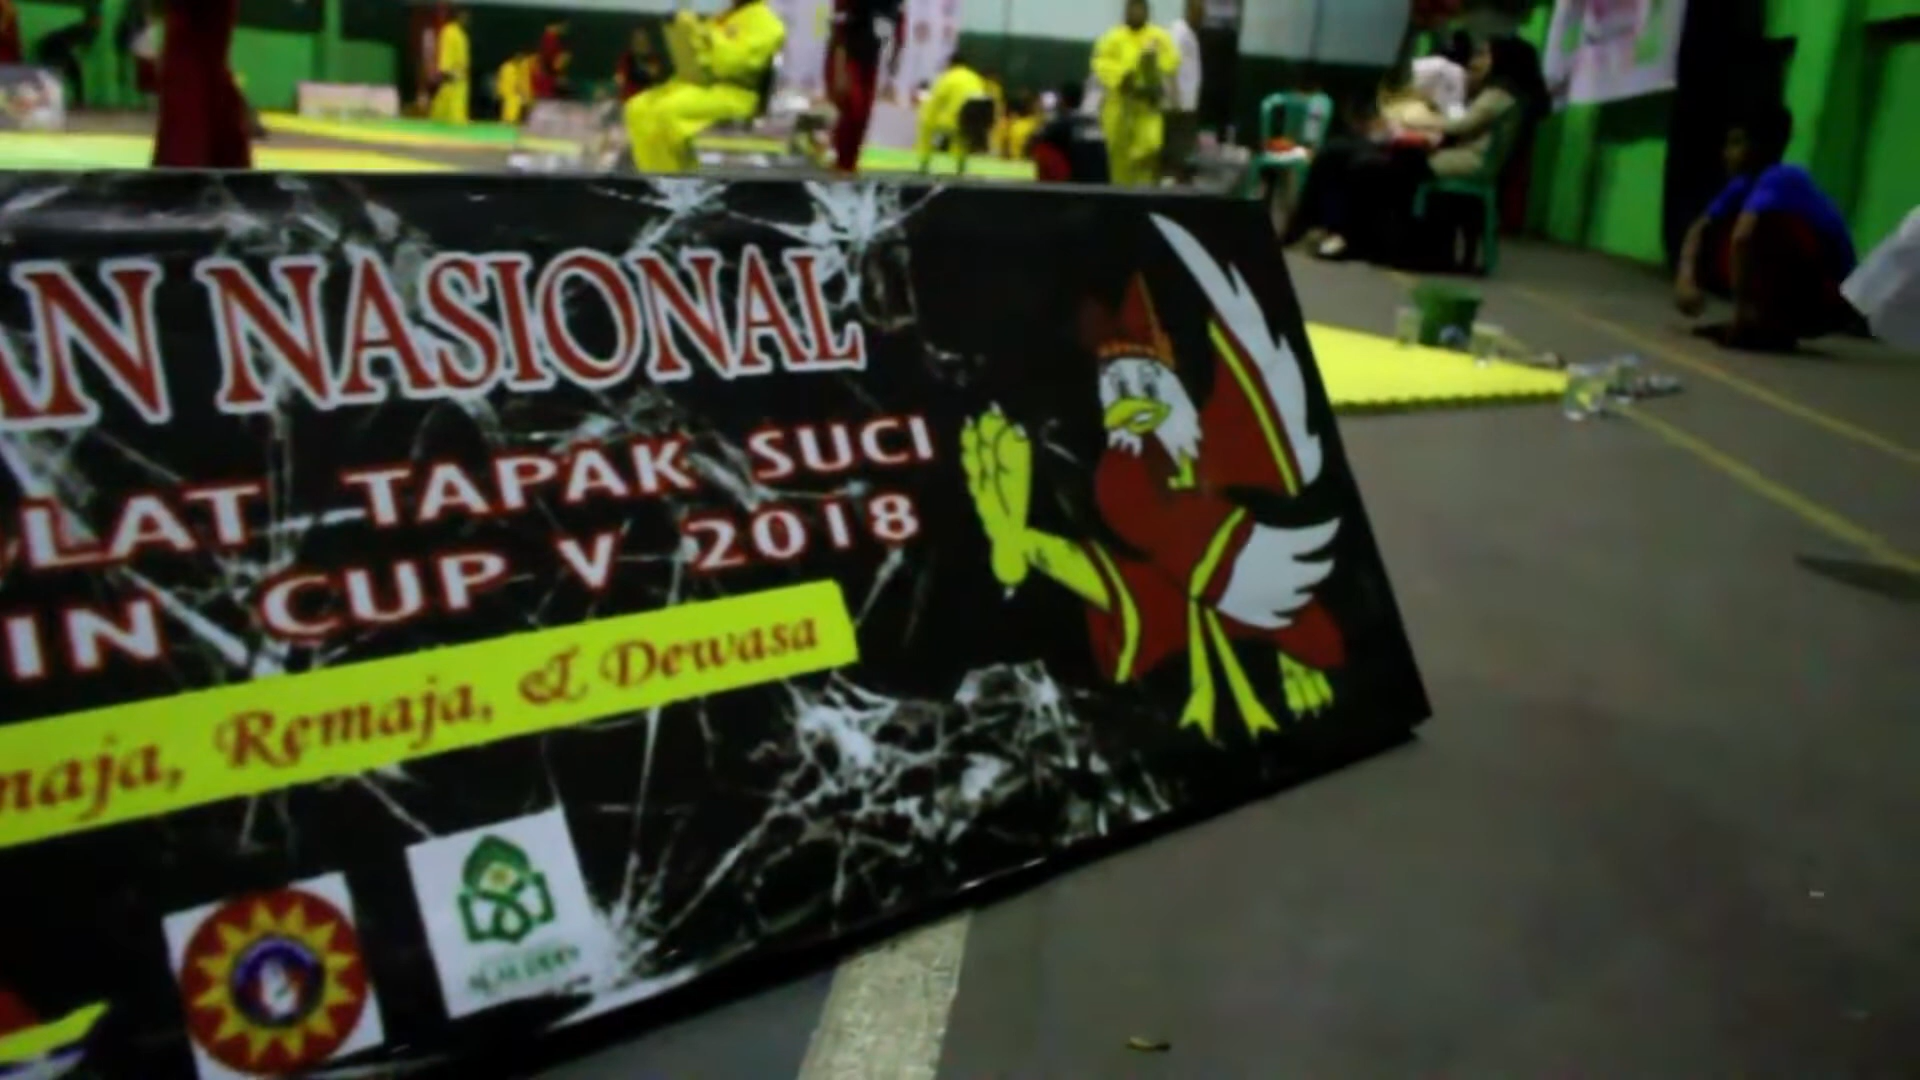 AN NASIONAL
LAT TAPAK SUCI
IN CUP V 2018
maja, Remaja, & Dewasa